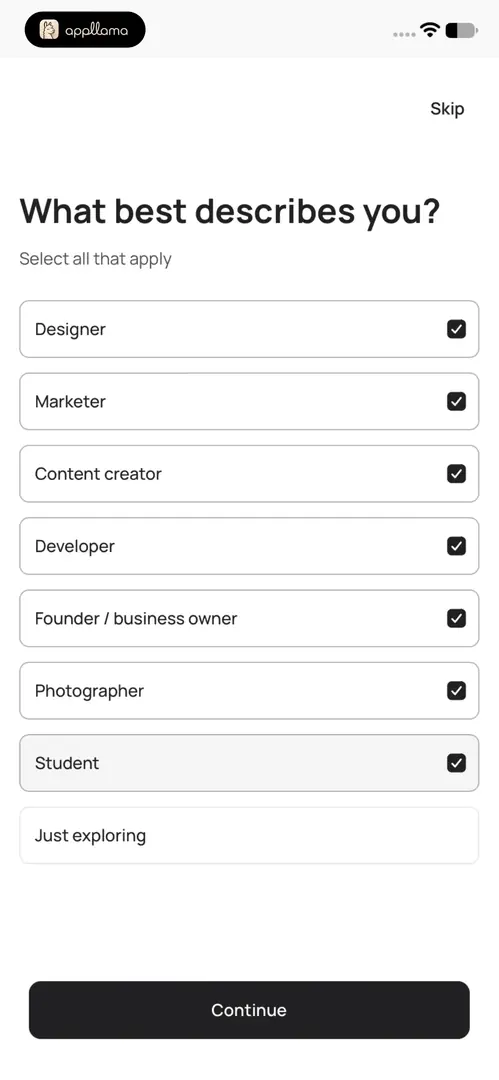 appllama
Skip
What best describes you?
Select all that apply
Designer
Marketer
Content creator
Developer
Founder / business owner
Photographer
Student
Just exploring
Continue